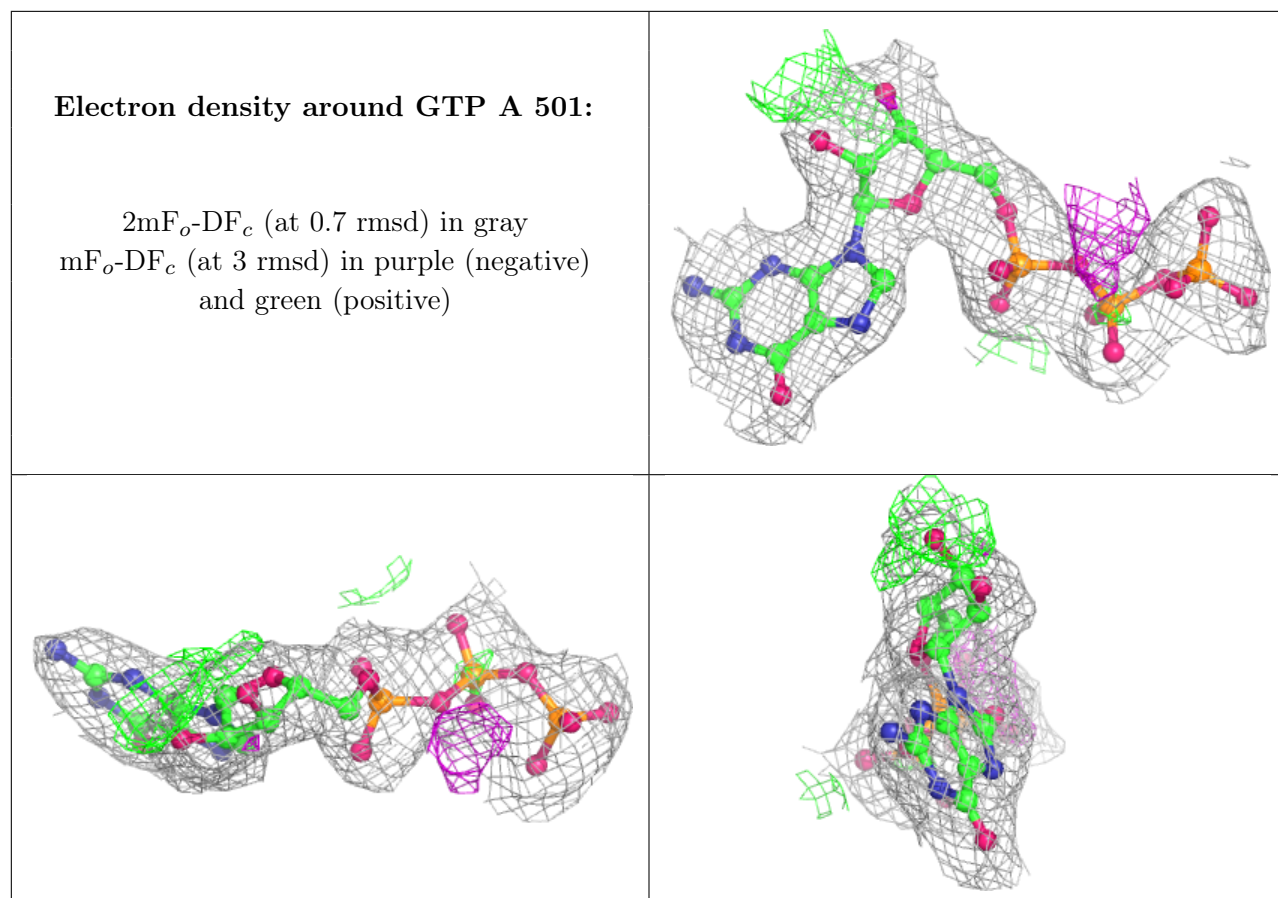 Electron density around GTP A 501:
2mFo-DFc (at 0.7 rmsd) in gray
mFo-DFc (at 3 rmsd) in purple (negative)
and green (positive)